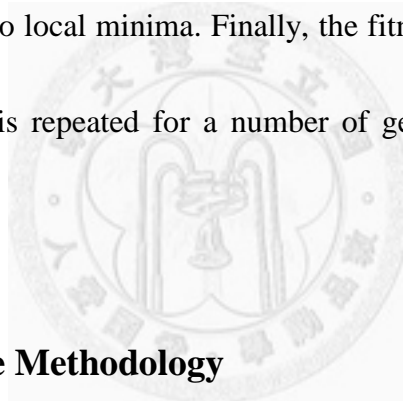 o local minima. Finally, the fitn
is repeated for a number of ge
e Methodology